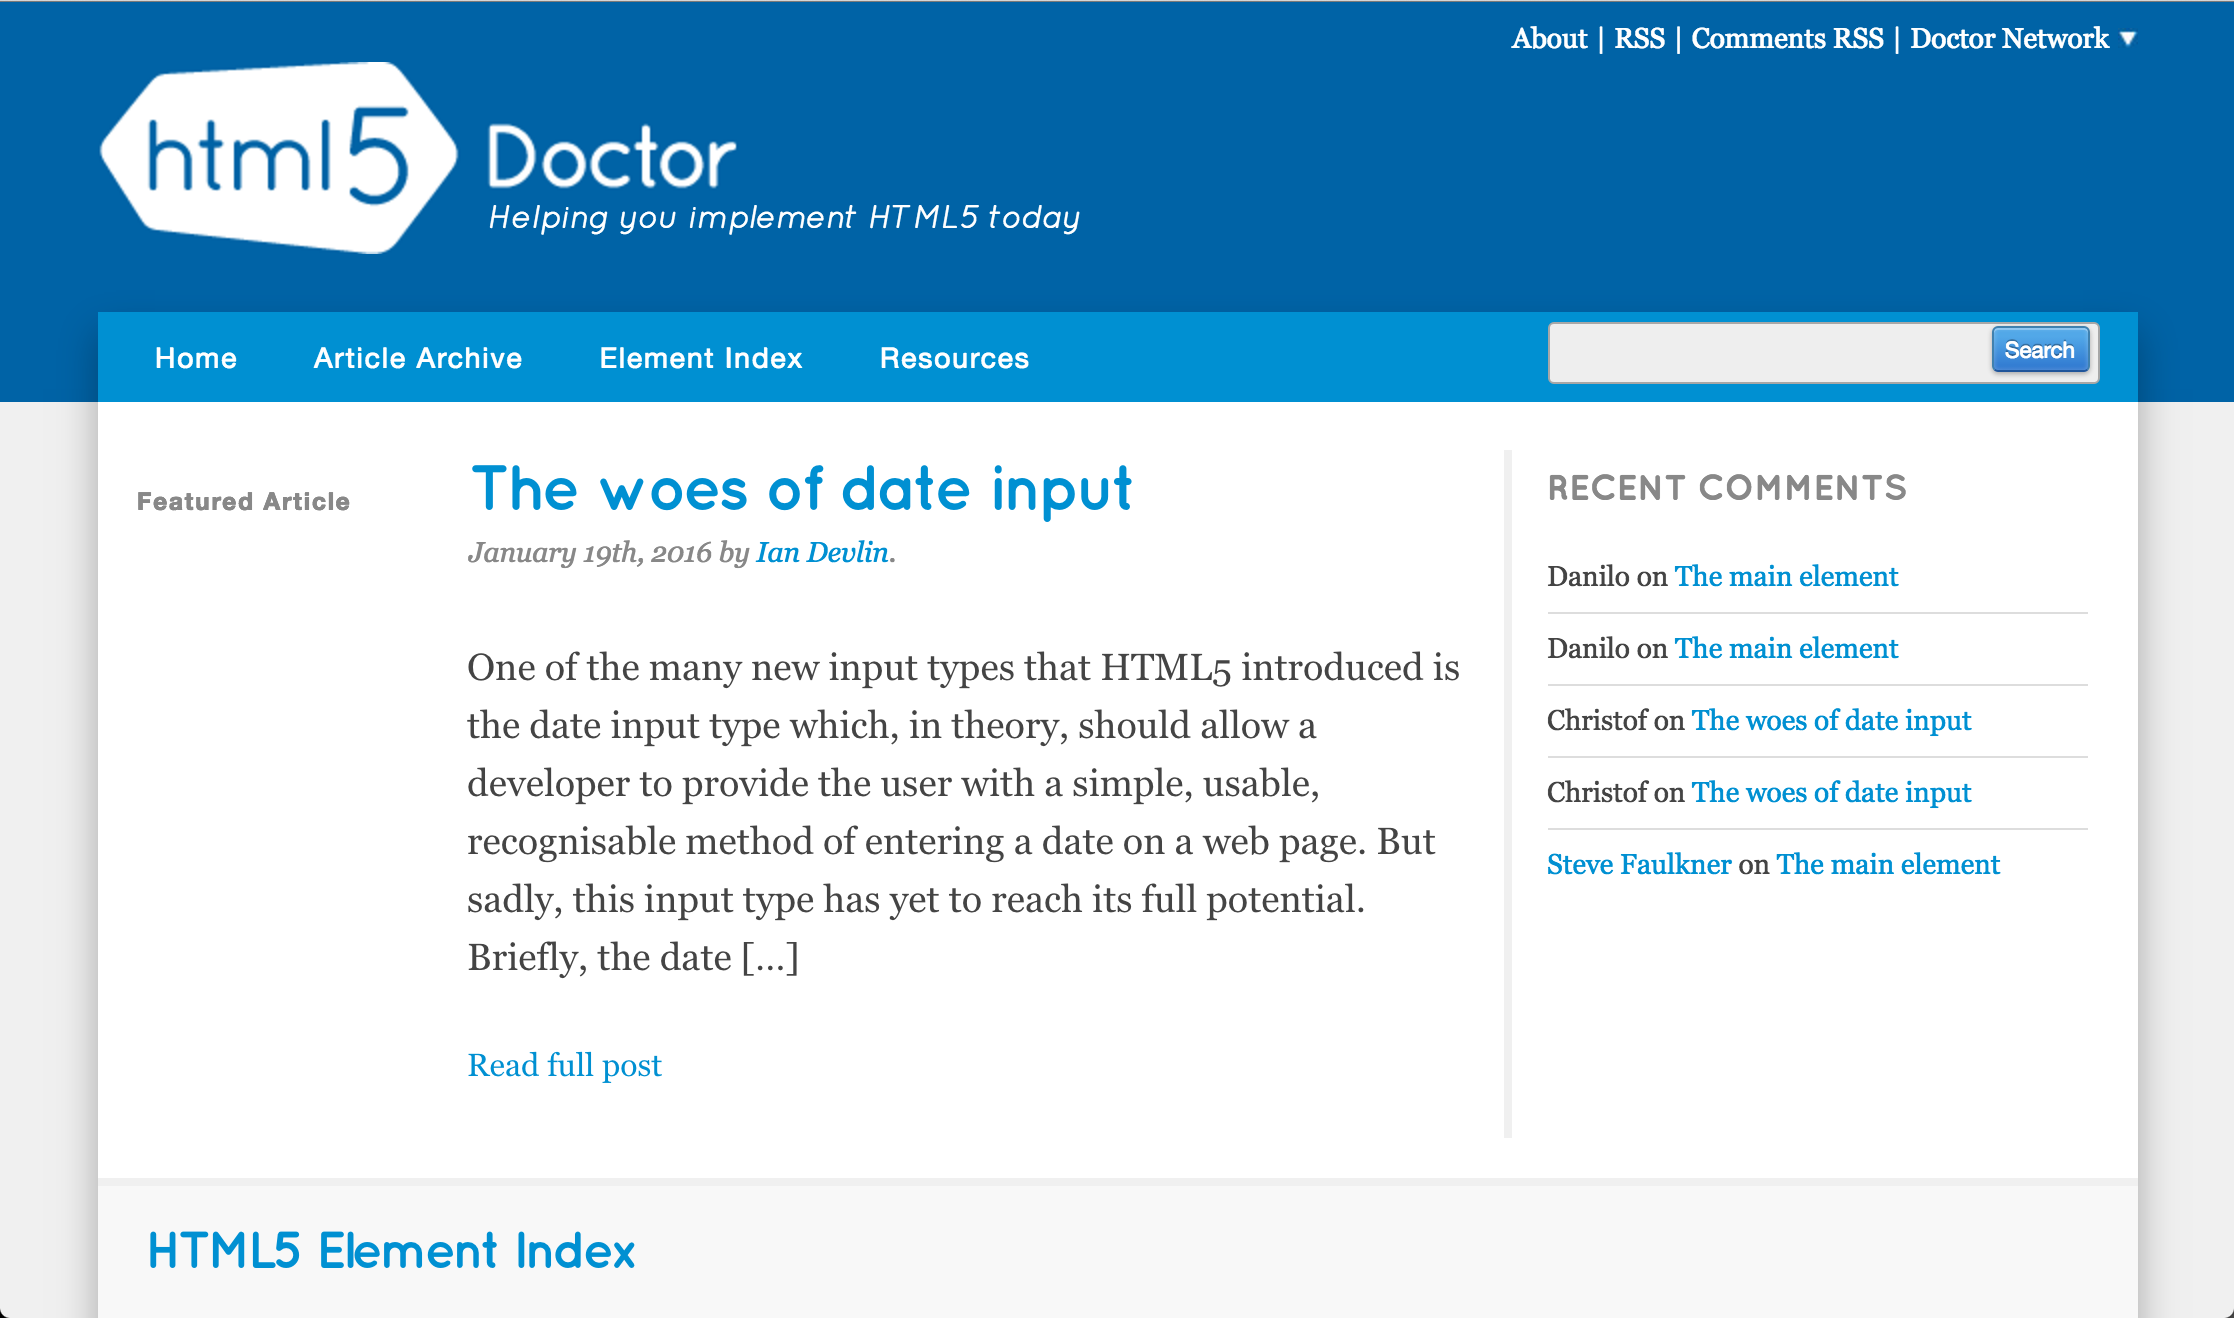 About | RSS | Comments RSS | Doctor Network ▼
html5 Doctor
Helping you implement HTML5 today
Home Article Archive Element Index Resources Search
Featured Article
The woes of date input
January 19th, 2016 by Ian Devlin.
One of the many new input types that HTML5 introduced is
the date input type which, in theory, should allow a
developer to provide the user with a simple, usable,
recognisable method of entering a date on a web page. But
sadly, this input type has yet to reach its full potential.
Briefly, the date [...]
Read full post
RECENT COMMENTS
Danilo on The main element
Danilo on The main element
Christof on The woes of date input
Christof on The woes of date input
Steve Faulkner on The main element
HTML5 Element Index